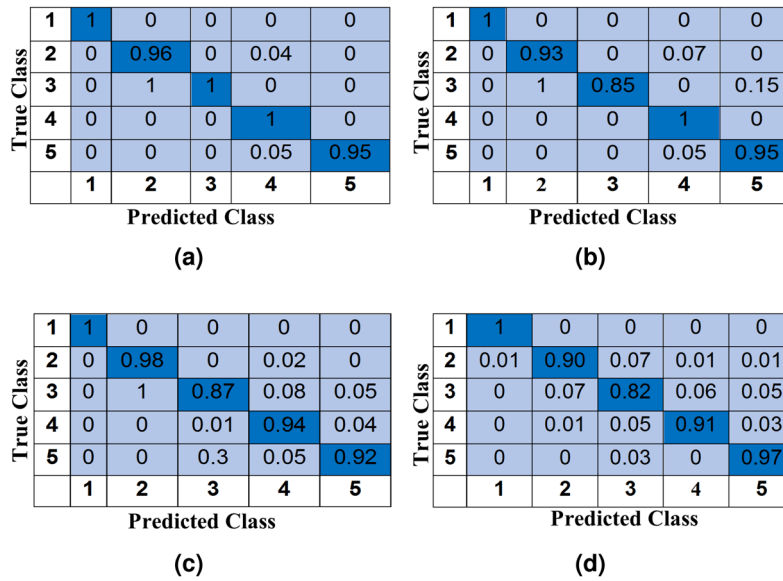 1 1 0 0 0 0
2 0 0.96 0 0.04 0
3 0 1 1 0 0
4 0 0 0 1 0
5 0 0 0 0.05 0.95
1 2 3 4 5
True Class
Predicted Class
(a)
1 1 0 0 0 0
2 0 0.93 0 0.07 0
3 0 1 0.85 0 0.15
4 0 0 0 1 0
5 0 0 0 0.05 0.95
1 2 3 4 5
True Class
Predicted Class
(b)
1 1 0 0 0 0
2 0 0.98 0 0.02 0
3 0 1 0.87 0.08 0.05
4 0 0 0.01 0.94 0.04
5 0 0 0.3 0.05 0.92
1 2 3 4 5
True Class
Predicted Class
(c)
1 1 0 0 0 0
2 0.01 0.90 0.07 0.01 0.01
3 0 0.07 0.82 0.06 0.05
4 0 0.01 0.05 0.91 0.03
5 0 0 0.03 0 0.97
1 2 3 4 5
True Class
Predicted Class
(d)